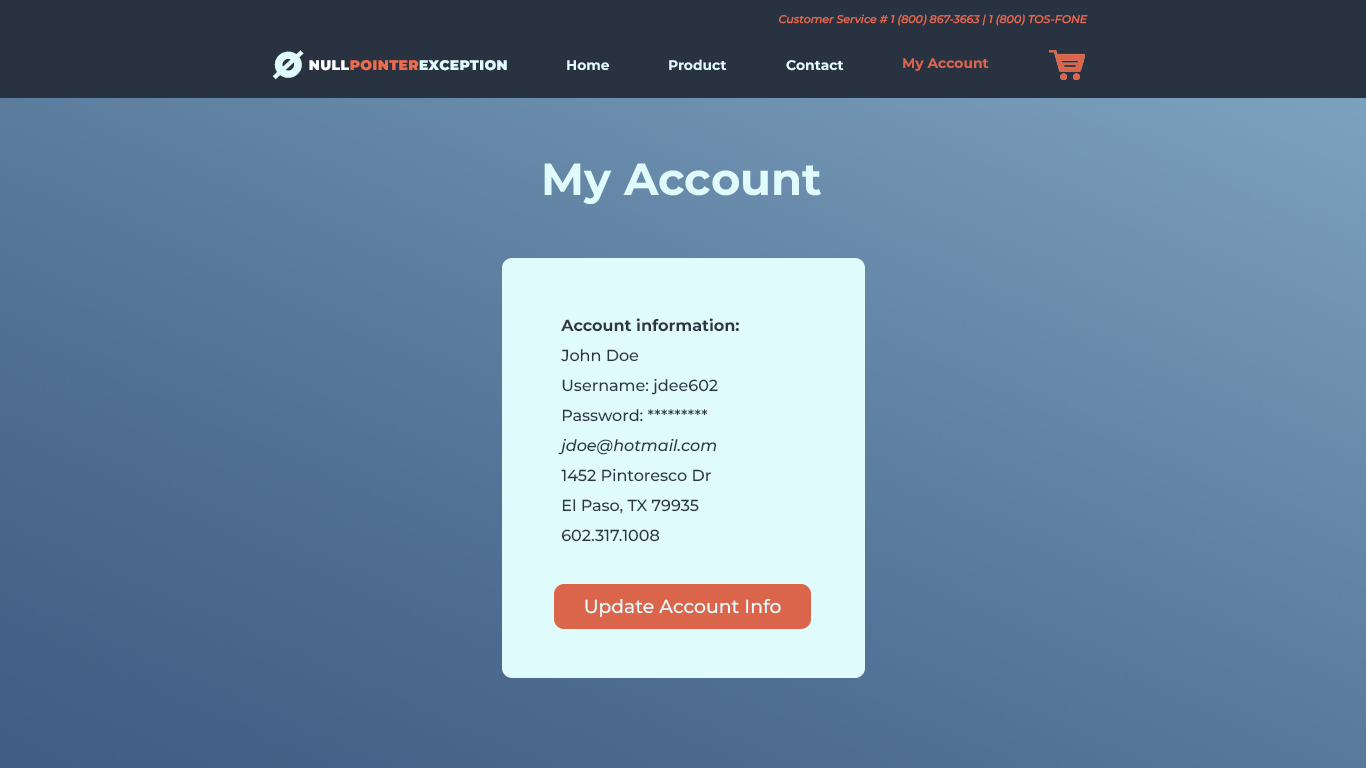 Customer Service # 1 (800) 867-3663 | 1 (800) TOS-FONE
NULLPOINTEREXCEPTION Home Product Contact My Account
My Account
Account information:
John Doe
Username: jdee602
Password: *********
jdoe@hotmail.com
1452 Pintoresco Dr
El Paso, TX 79935
602.317.1008
Update Account Info